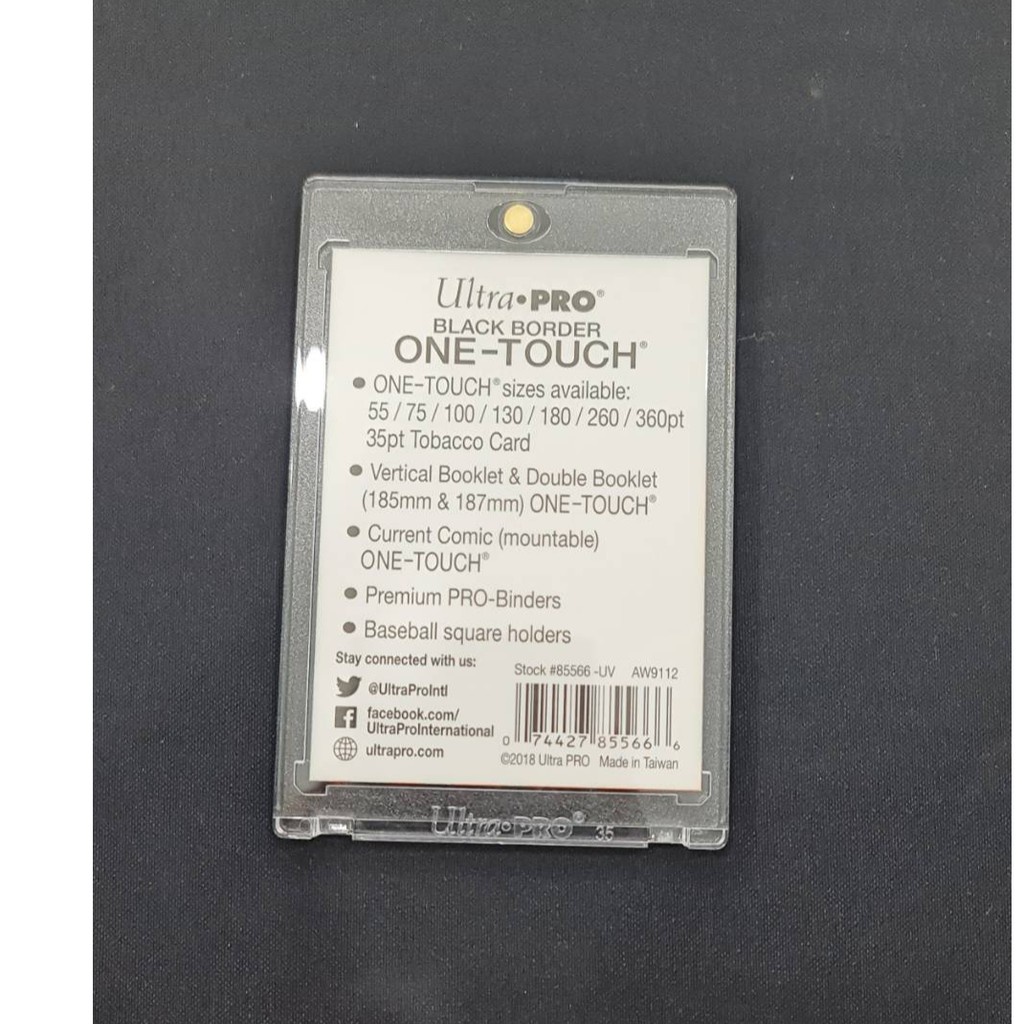 Ultra•PRO®
BLACK BORDER
ONE-TOUCH®
• ONE-TOUCH® sizes available:
55 / 75 / 100 / 130 / 180 / 260 / 360pt
35pt Tobacco Card
• Vertical Booklet & Double Booklet
(185mm & 187mm) ONE-TOUCH®
• Current Comic (mountable)
ONE-TOUCH®
• Premium PRO-Binders
• Baseball square holders
Stay connected with us:
@UltraProIntl
facebook.com/
UltraProInternational
ultrapro.com
Stock #85566 -UV AW9112
0 74427 85566 6
©2018 Ultra PRO Made in Taiwan
Ultra•PRO® 35